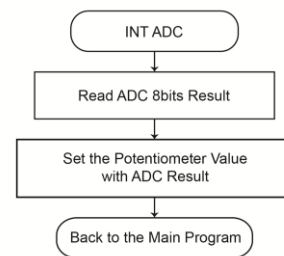 INT ADC
Read ADC 8bits Result
Set the Potentiometer Value
with ADC Result
Back to the Main Program